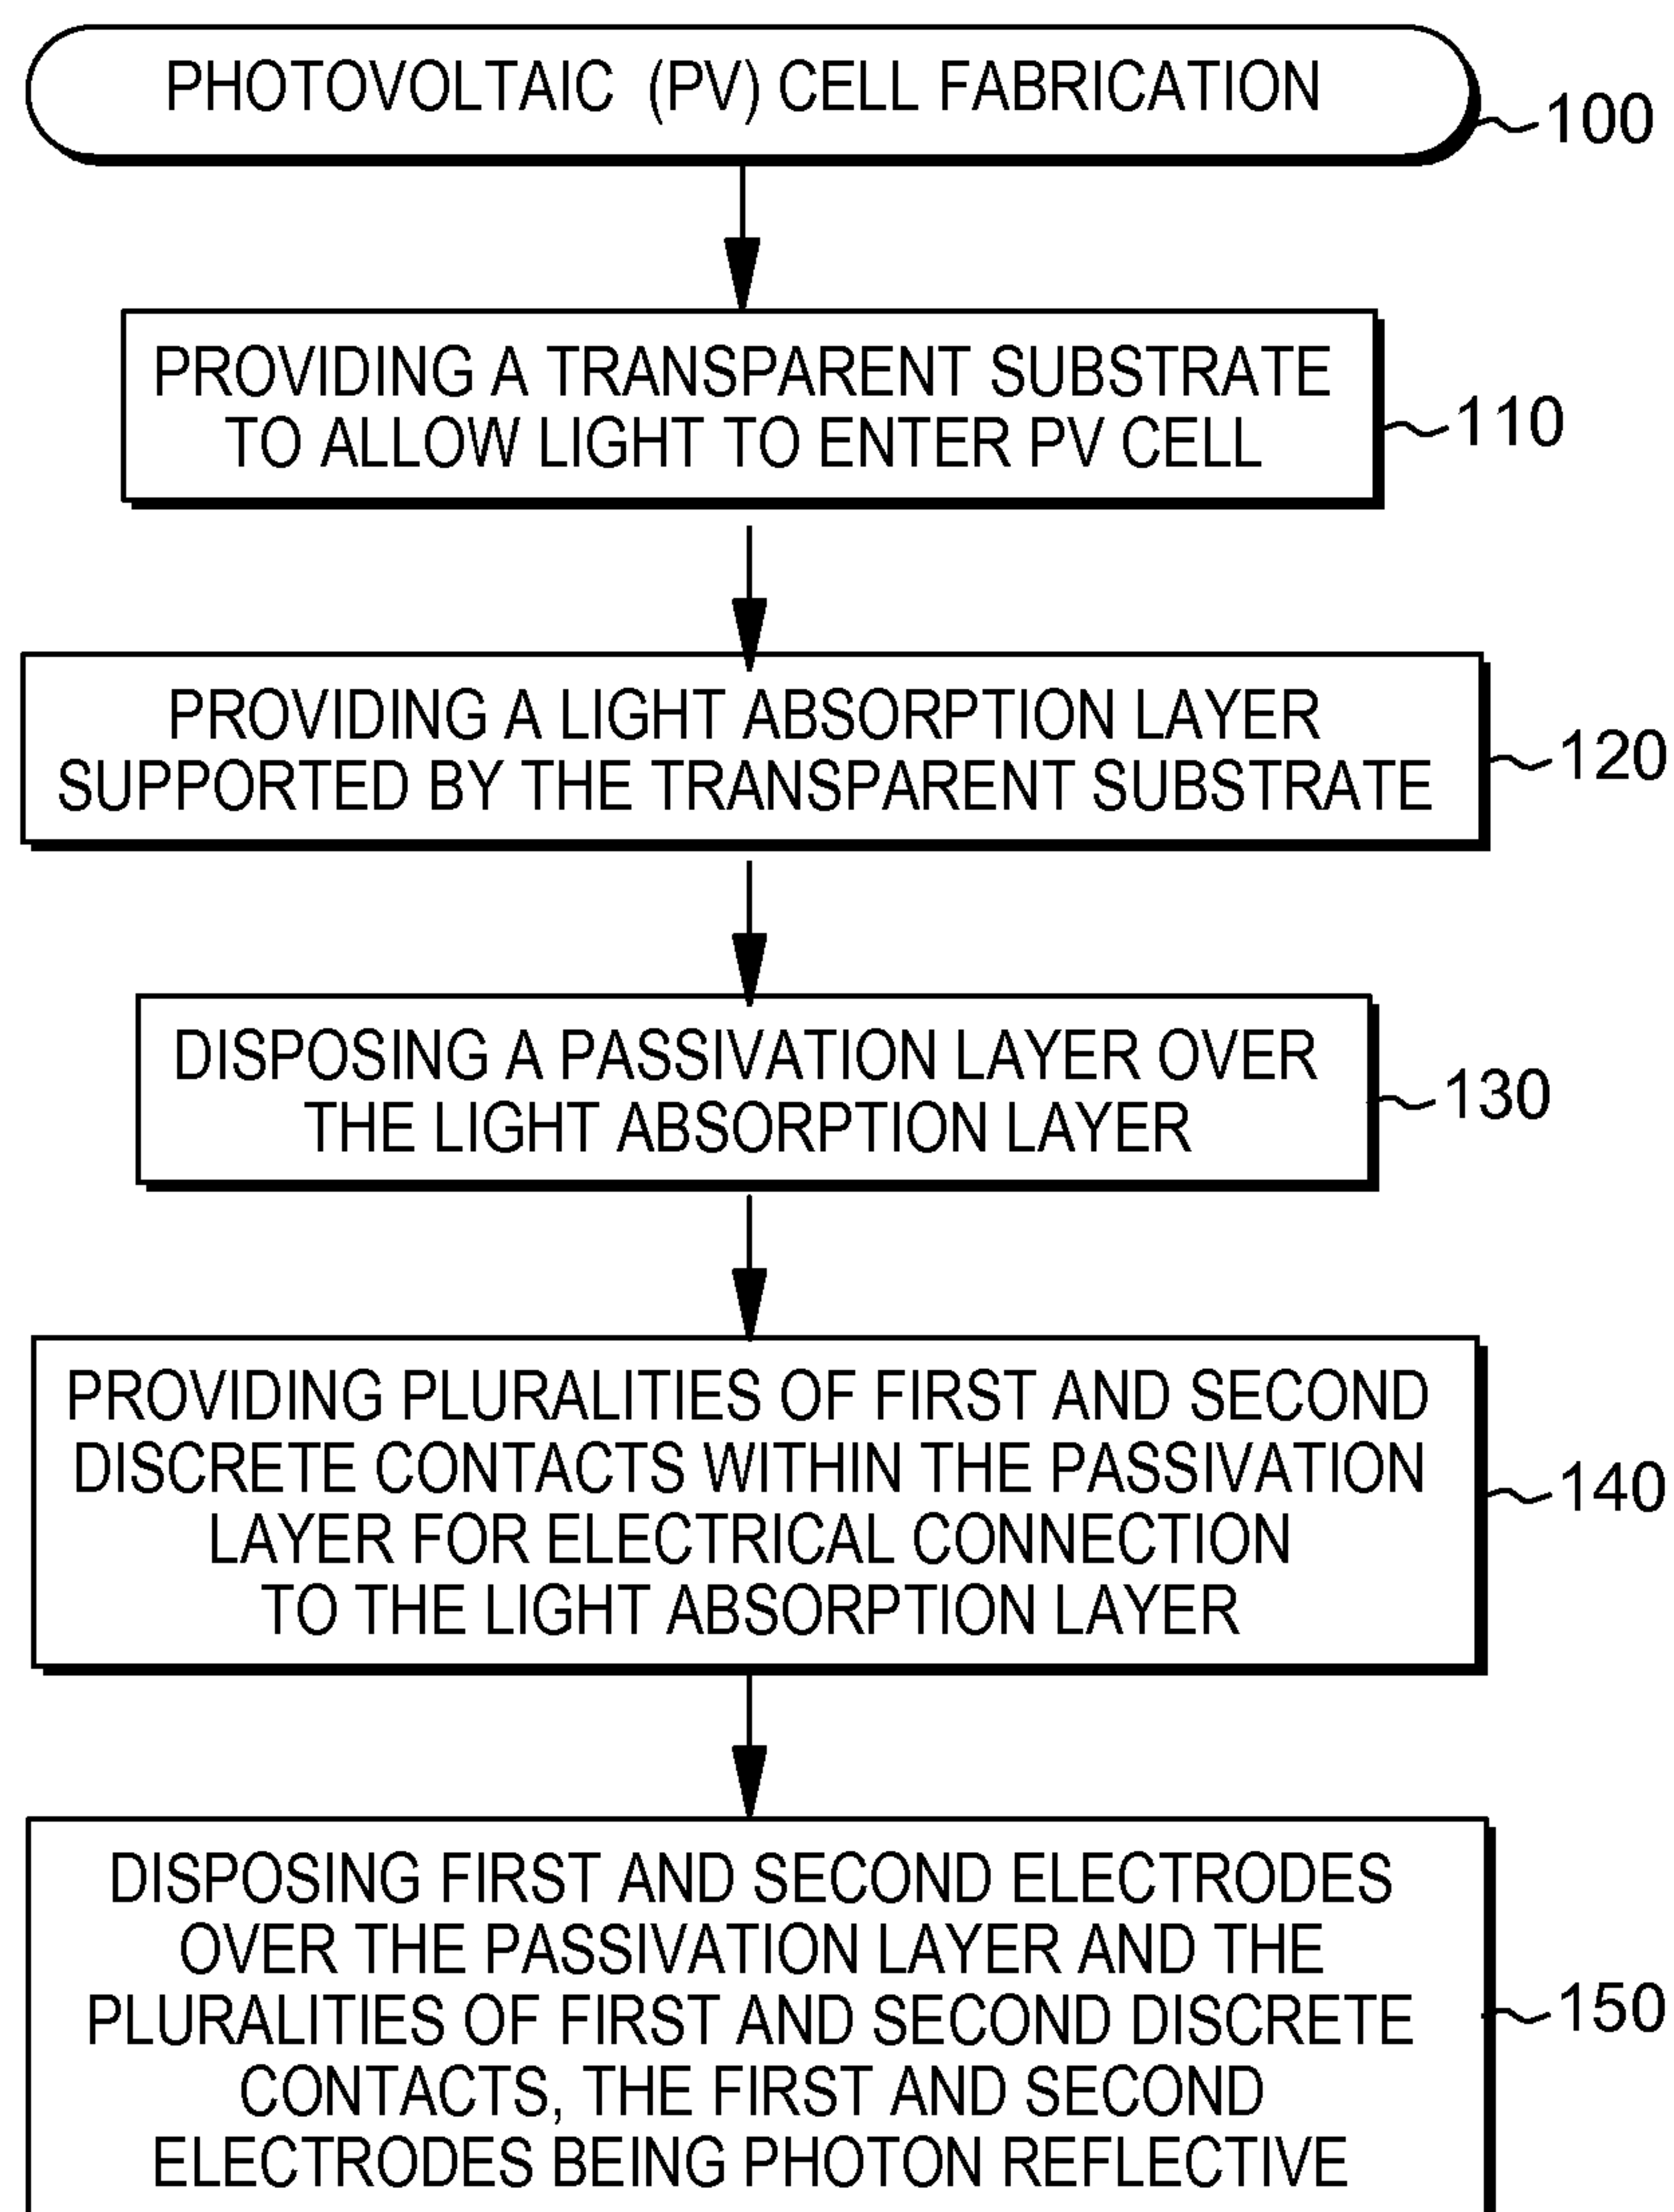 PHOTOVOLTAIC (PV) CELL FABRICATION
100
PROVIDING A TRANSPARENT SUBSTRATE
TO ALLOW LIGHT TO ENTER PV CELL
110
PROVIDING A LIGHT ABSORPTION LAYER
SUPPORTED BY THE TRANSPARENT SUBSTRATE
120
DISPOSING A PASSIVATION LAYER OVER
THE LIGHT ABSORPTION LAYER
130
PROVIDING PLURALITIES OF FIRST AND SECOND
DISCRETE CONTACTS WITHIN THE PASSIVATION
LAYER FOR ELECTRICAL CONNECTION
TO THE LIGHT ABSORPTION LAYER
140
DISPOSING FIRST AND SECOND ELECTRODES
OVER THE PASSIVATION LAYER AND THE
PLURALITIES OF FIRST AND SECOND DISCRETE
CONTACTS, THE FIRST AND SECOND
ELECTRODES BEING PHOTON REFLECTIVE
150